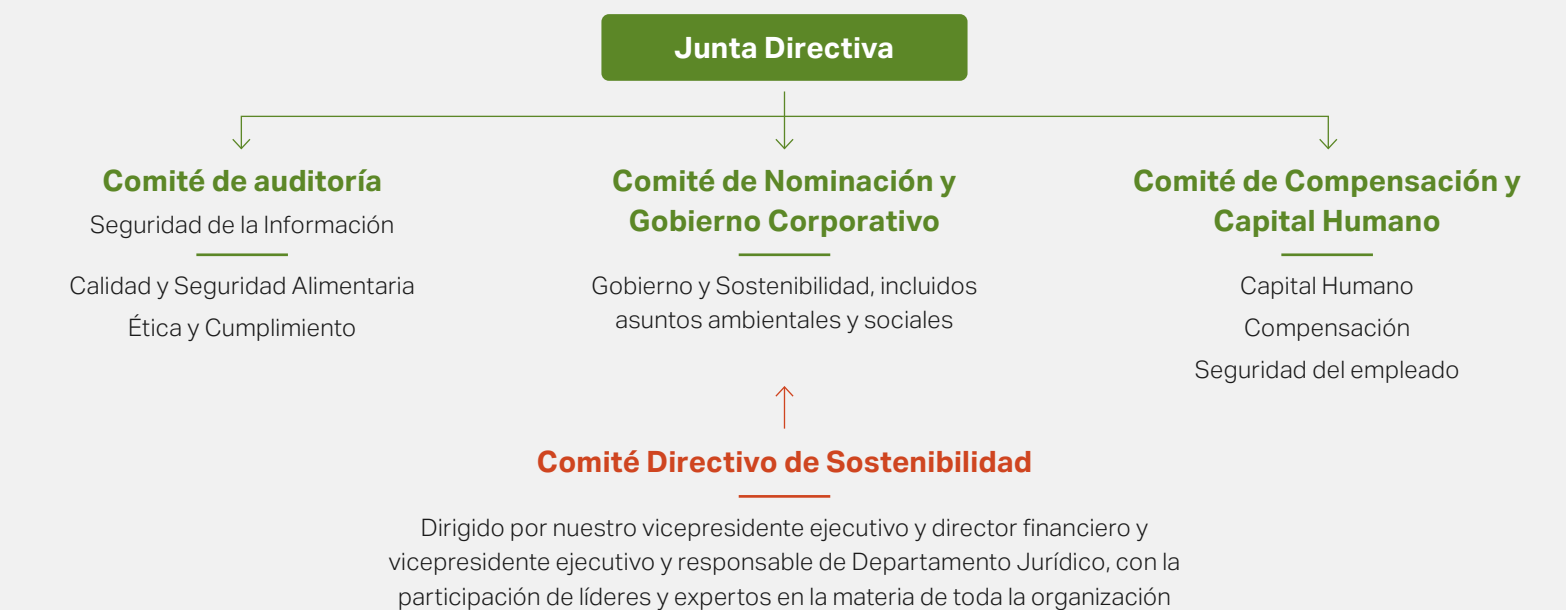 Junta Directiva
Comité de auditoría
Seguridad de la Información
Calidad y Seguridad Alimentaria
Ética y Cumplimiento
Comité de Nominación y
Gobierno Corporativo
Gobierno y Sostenibilidad, incluidos
asuntos ambientales y sociales
Comité de Compensación y
Capital Humano
Capital Humano
Compensación
Seguridad del empleado
Comité Directivo de Sostenibilidad
Dirigido por nuestro vicepresidente ejecutivo y director financiero y
vicepresidente ejecutivo y responsable de Departamento Jurídico, con la
participación de líderes y expertos en la materia de toda la organización